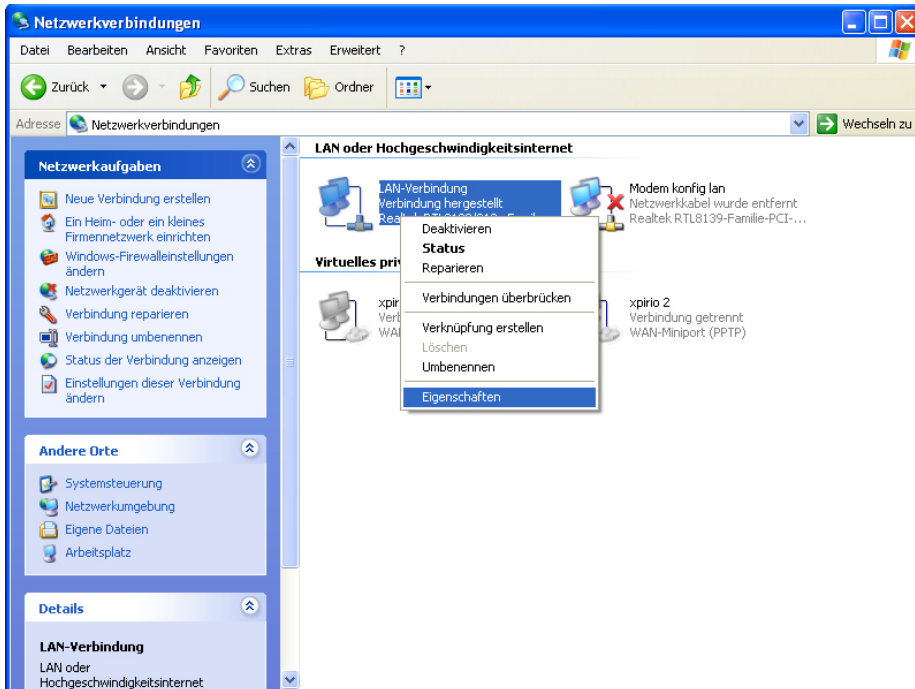 Netzwerkverbindungen
Datei Bearbeiten Ansicht Favoriten Extras Erweitert ?
Zurück Suchen Ordner
Adresse Netzwerkverbindungen Wechseln zu
Netzwerkaufgaben
Neue Verbindung erstellen
Ein Heim- oder ein kleines
Firmennetzwerk einrichten
Windows-Firewalleinstellungen
ändern
Netzwerkgerät deaktivieren
Verbindung reparieren
Verbindung umbenennen
Status der Verbindung anzeigen
Einstellungen dieser Verbindung
ändern
Andere Orte
Systemsteuerung
Netzwerkumgebung
Eigene Dateien
Arbeitsplatz
Details
LAN-Verbindung
LAN oder
Hochgeschwindigkeitsinternet
LAN oder Hochgeschwindigkeitsinternet
LAN-Verbindung
Verbindung hergestellt
Modem konfig lan
Netzwerkkabel wurde entfernt
Realtek RTL8139-Familie-PCI-...
Virtuelles
xpirio 2
Verbindung getrennt
WAN-Miniport (PPTP)
Deaktivieren
Status
Reparieren
Verbindungen überbrücken
Verknüpfung erstellen
Löschen
Umbenennen
Eigenschaften